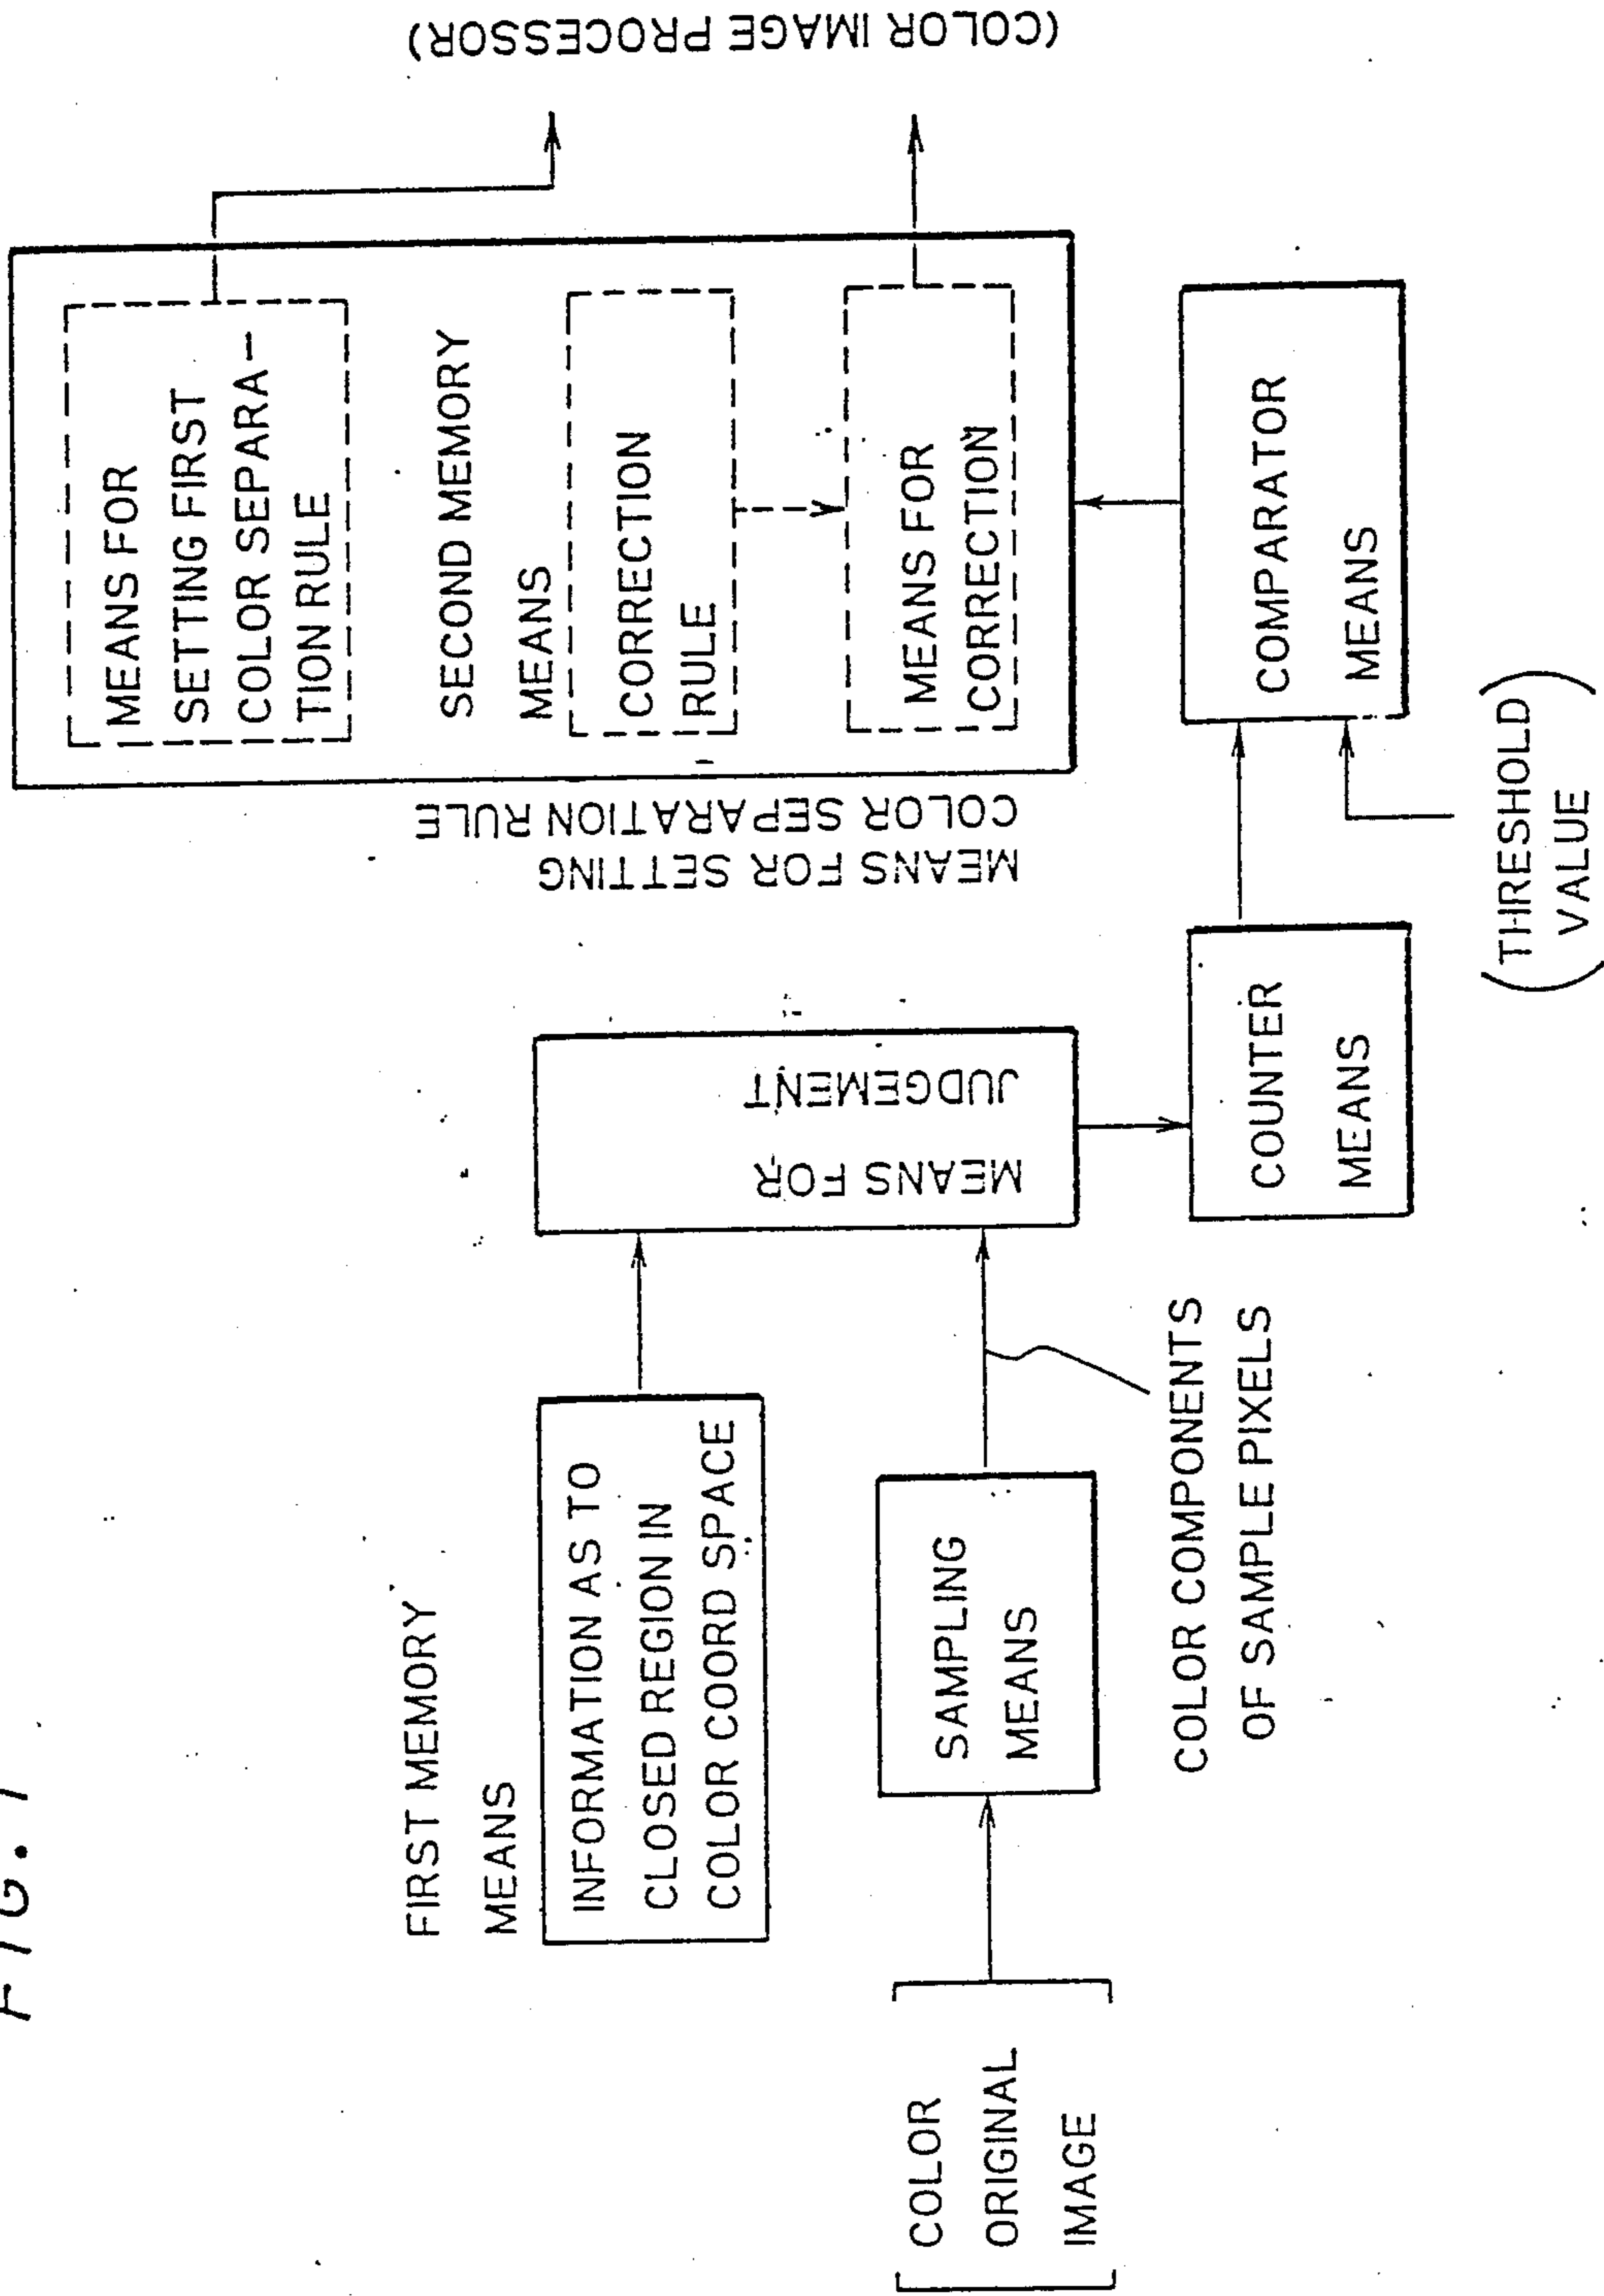 FIG. 1
FIRST MEMORY
MEANS
INFORMATION AS TO
CLOSED REGION IN
COLOR COORD SPACE
COLOR
ORIGINAL
IMAGE
SAMPLING
MEANS
COLOR COMPONENTS
OF SAMPLE PIXELS
MEANS FOR
JUDGEMENT
COUNTER
MEANS
(THRESHOLD
VALUE)
COMPARATOR
MEANS
MEANS FOR SETTING
COLOR SEPARATION RULE
MEANS FOR
SETTING FIRST
COLOR SEPARA-
TION RULE
SECOND MEMORY
MEANS
CORRECTION
RULE
MEANS FOR
CORRECTION
(COLOR IMAGE PROCESSOR)